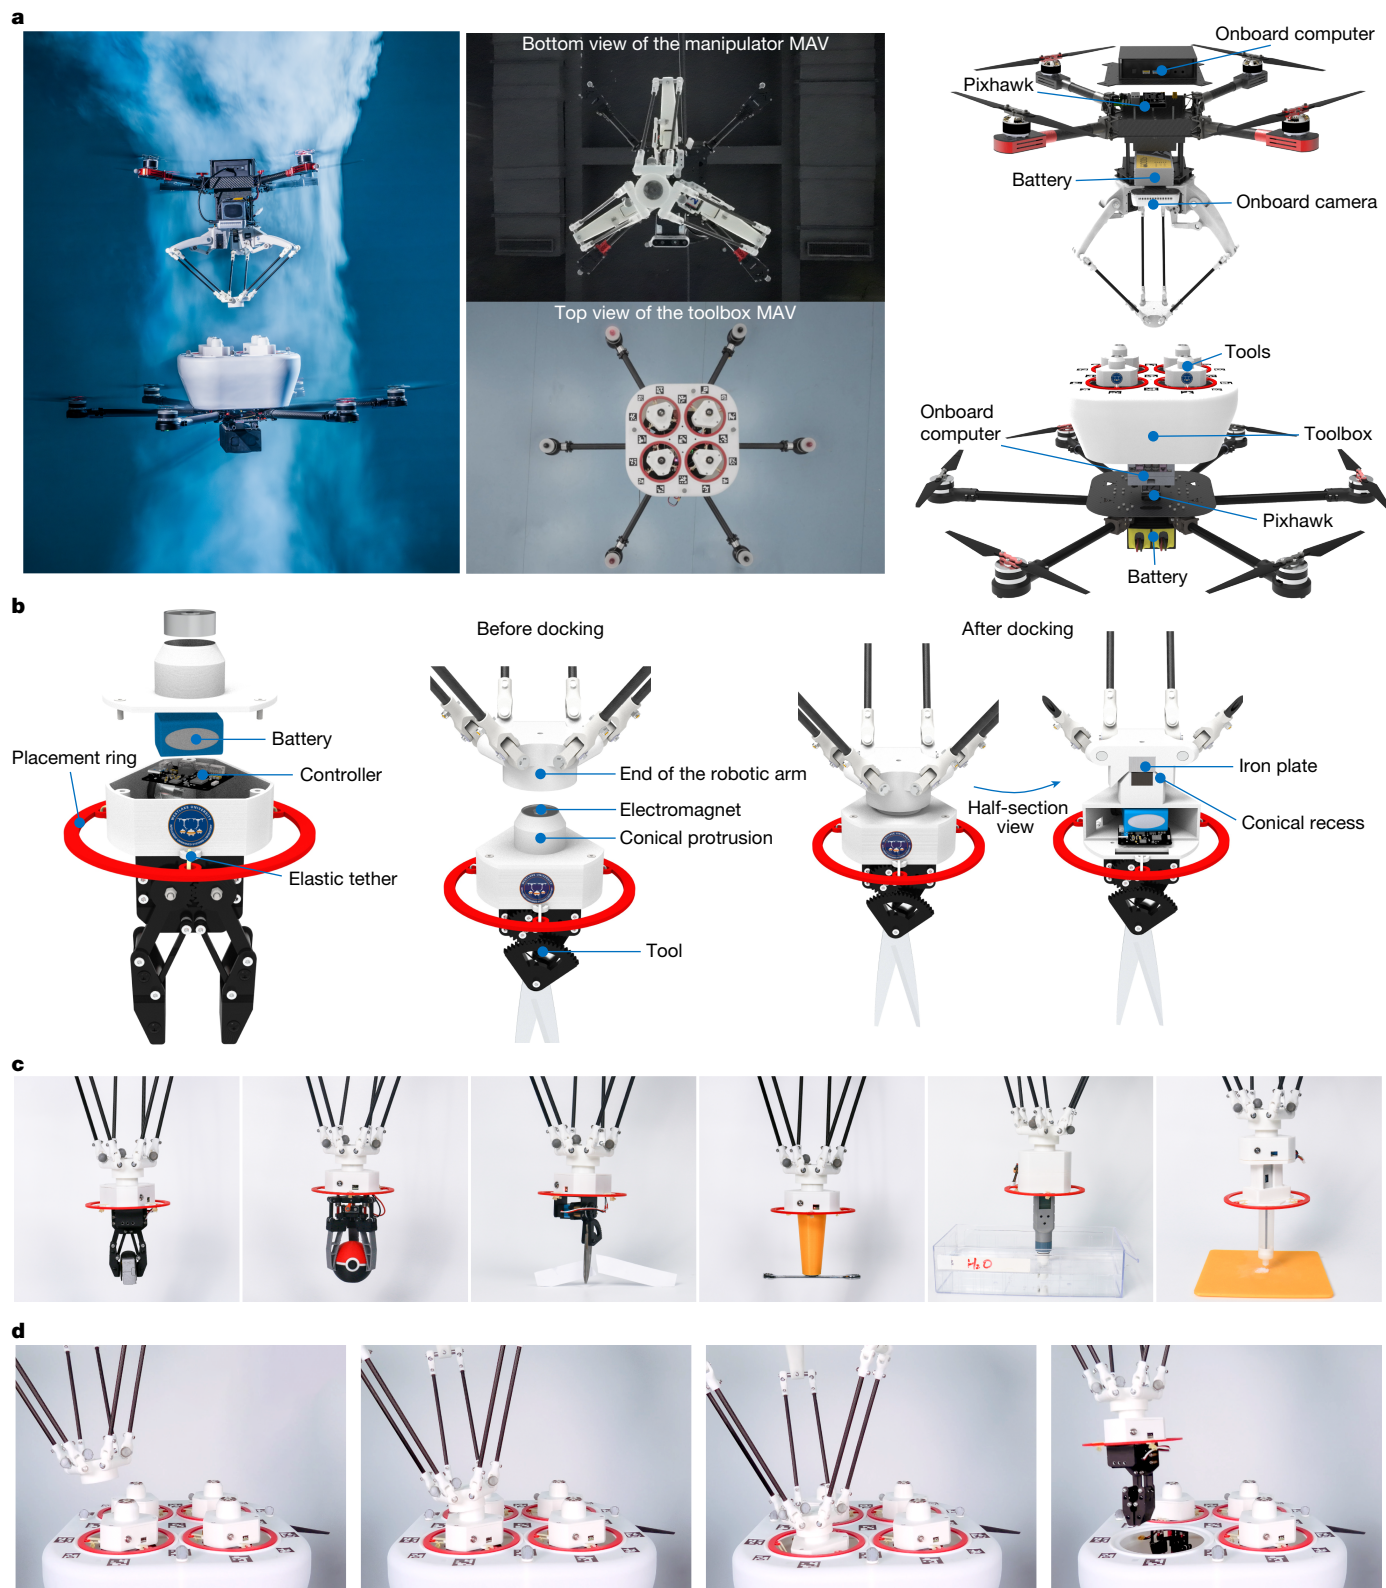 a
Bottom view of the manipulator MAV
Top view of the toolbox MAV
Onboard computer
Pixhawk
Battery
Onboard camera
Tools
Onboard
computer
Toolbox
Pixhawk
Battery
b
Before docking
After docking
Battery
Placement ring
Controller
Elastic tether
End of the robotic arm
Electromagnet
Conical protrusion
Tool
Half-section
view
Iron plate
Conical recess
c
H₂O
d